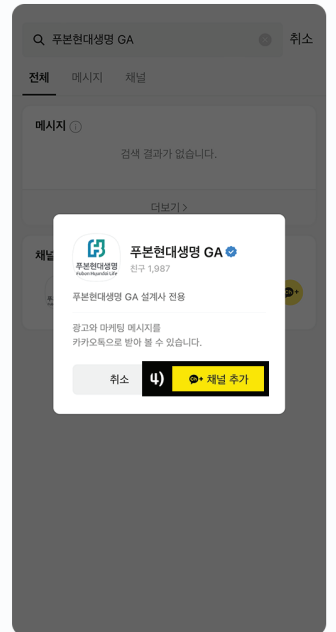 푸본현대생명 GA 취소
전체 메시지 채널
메시지
검색 결과가 없습니다.
더보기 >
채널
푸본현대생명
Fubon Hyundai Life
푸본현대생명 GA
친구 1,987
푸본현대생명 GA 설계사 전용
광고와 마케팅 메시지를
카카오톡으로 받아 볼 수 있습니다.
취소 4) 채널 추가